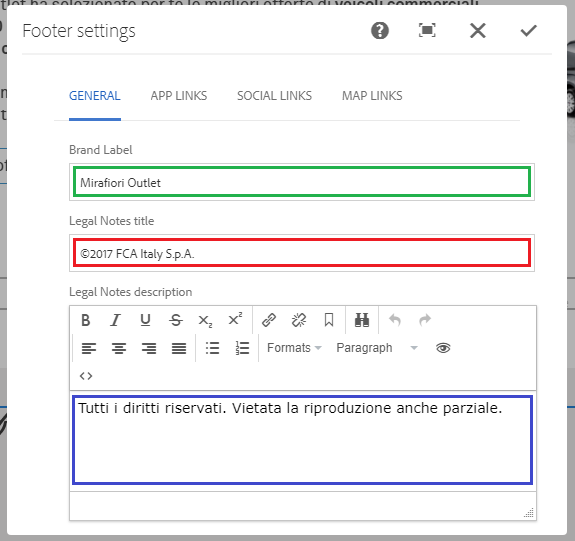 tlet ha selezionato per te le migliori offerte di veicoli commerciali
Footer settings
GENERAL APP LINKS SOCIAL LINKS MAP LINKS
Brand Label
Mirafiori Outlet
Legal Notes title
©2017 FCA Italy S.p.A.
Legal Notes description
B I U S X₂ X²
Formats Paragraph
<>
Tutti i diritti riservati. Vietata la riproduzione anche parziale.